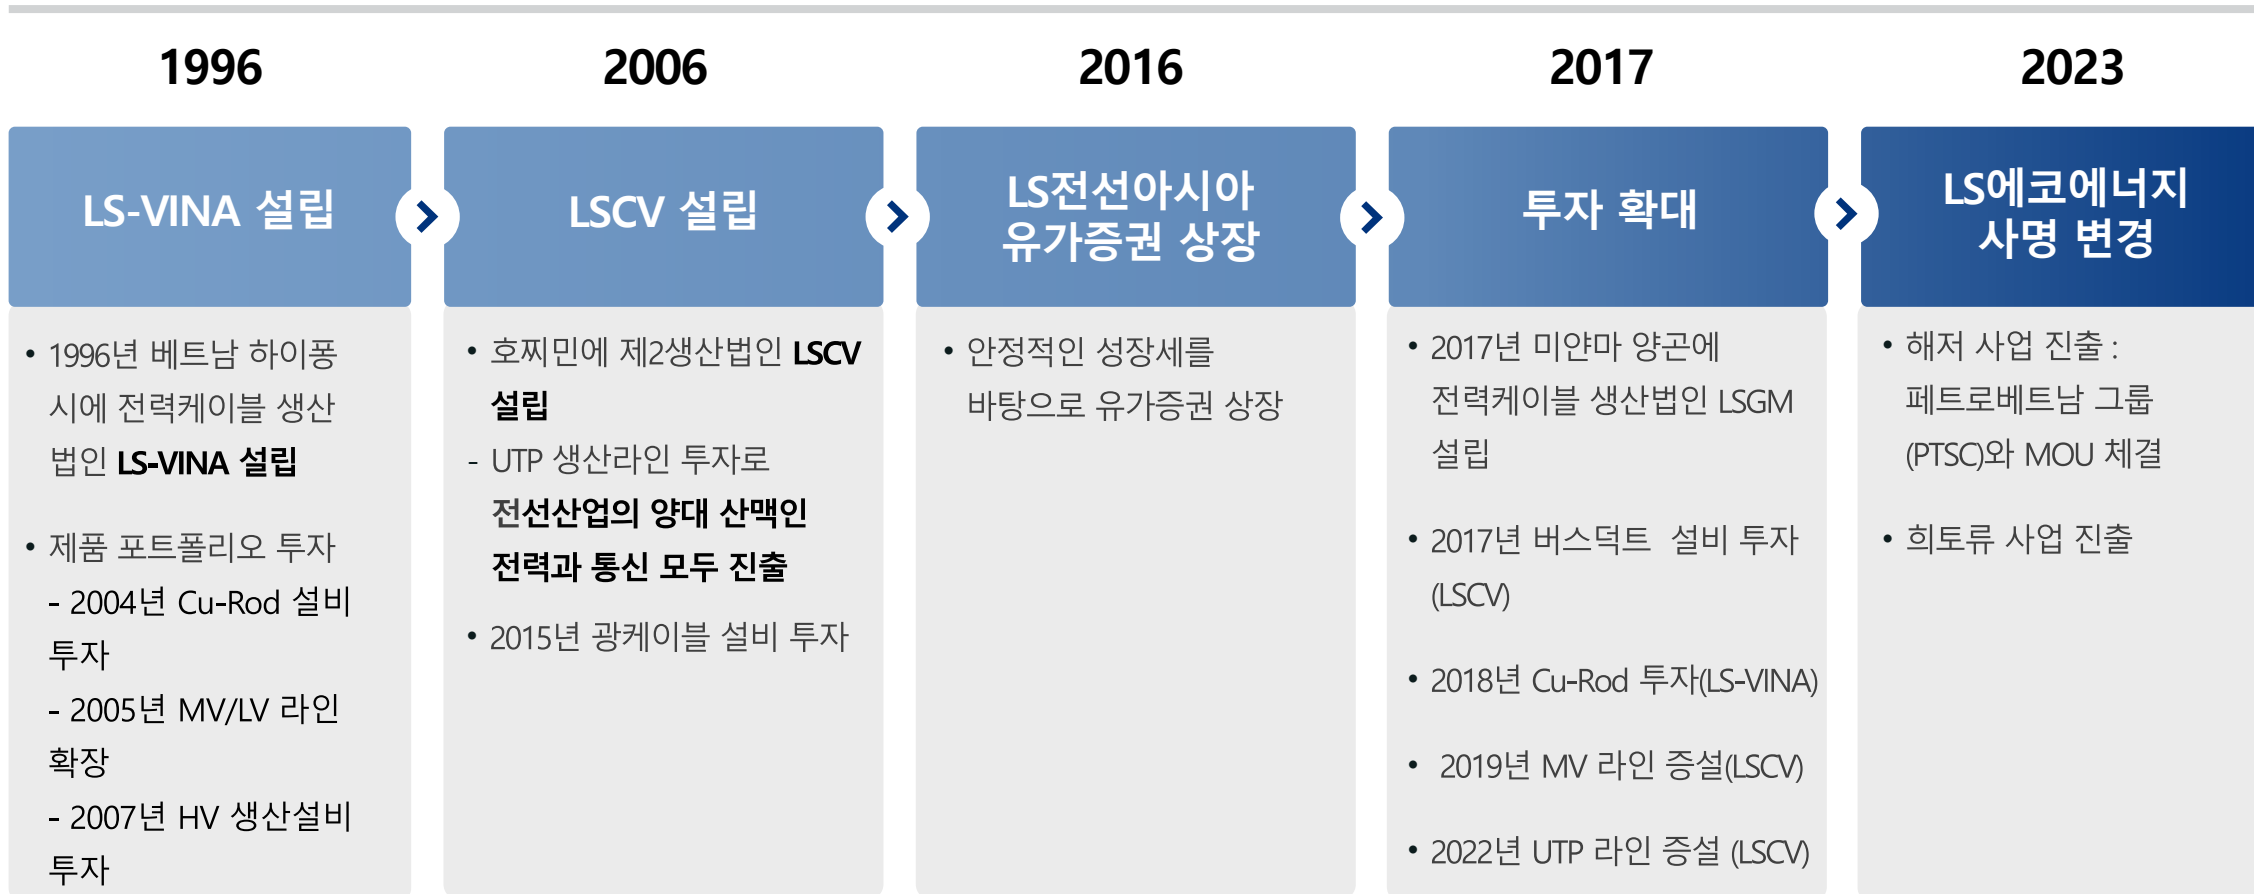 1996
LS-VINA 설립
• 1996년 베트남 하이퐁
시에 전력케이블 생산
법인 LS-VINA 설립
• 제품 포트폴리오 투자
- 2004년 Cu-Rod 설비
투자
- 2005년 MV/LV 라인
확장
- 2007년 HV 생산설비
투자
2006
LSCV 설립
• 호찌민에 제2생산법인 LSCV
설립
- UTP 생산라인 투자로
전선산업의 양대 산맥인
전력과 통신 모두 진출
• 2015년 광케이블 설비 투자
2016
LS전선아시아
유가증권 상장
• 안정적인 성장세를
바탕으로 유가증권 상장
2017
투자 확대
• 2017년 미얀마 양곤에
전력케이블 생산법인 LSGM
설립
• 2017년 버스덕트 설비 투자
(LSCV)
• 2018년 Cu-Rod 투자(LS-VINA)
• 2019년 MV 라인 증설(LSCV)
• 2022년 UTP 라인 증설 (LSCV)
2023
LS에코에너지
사명 변경
• 해저 사업 진출 :
페트로베트남 그룹
(PTSC)와 MOU 체결
• 희토류 사업 진출